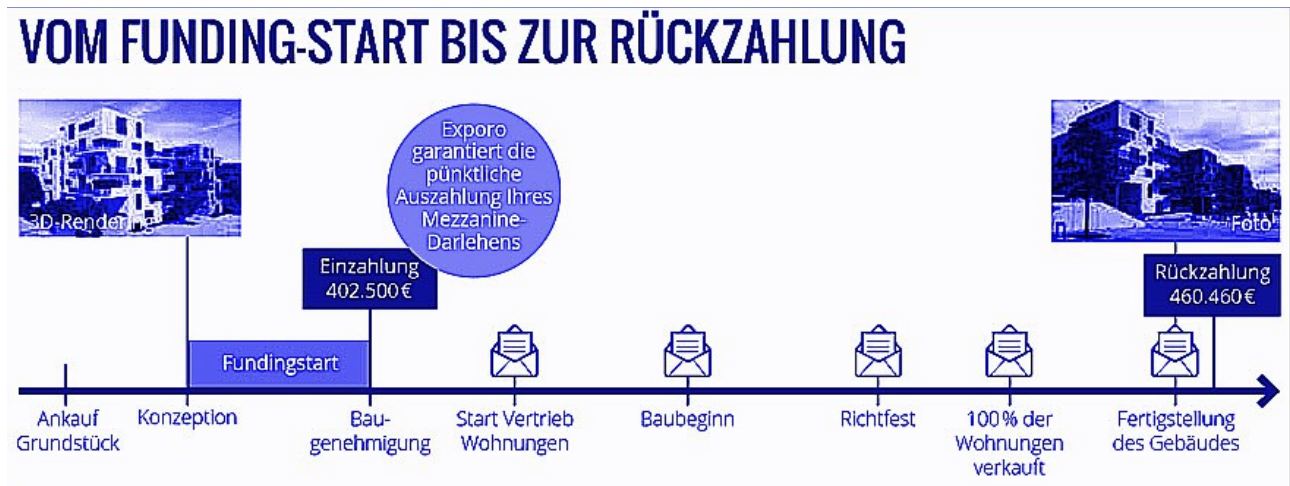 VOM FUNDING-START BIS ZUR RÜCKZAHLUNG
3D-Rendering
Exporo
garantiert die
pünktliche
Auszahlung Ihres
Mezzanine-
Darlehens
Foto
Einzahlung
402.500 €
Rückzahlung
460.460 €
Fundingstart
Ankauf
Grundstück
Konzeption
Bau-
genehmigung
Start Vertrieb
Wohnungen
Baubeginn
Richtfest
100 % der
Wohnungen
verkauft
Fertigstellung
des Gebäudes